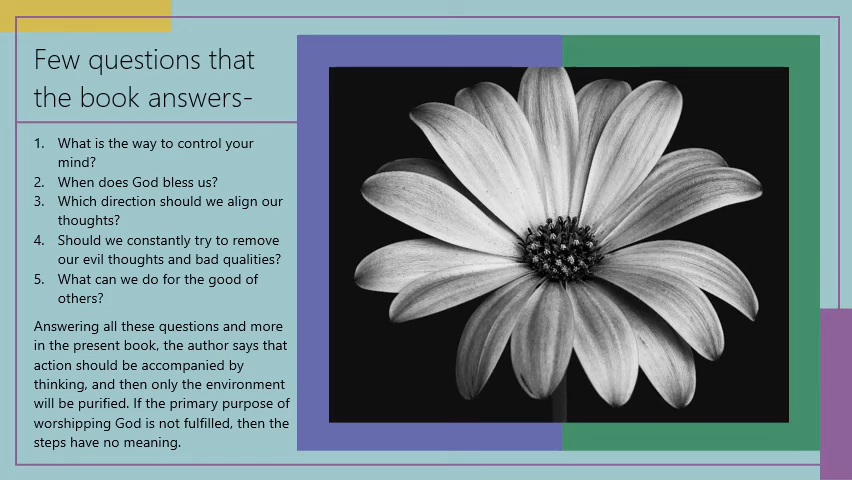 Few questions that
the book answers-
1. What is the way to control your
mind?
2. When does God bless us?
3. Which direction should we align our
thoughts?
4. Should we constantly try to remove
our evil thoughts and bad qualities?
5. What can we do for the good of
others?
Answering all these questions and more
in the present book, the author says that
action should be accompanied by
thinking, and then only the environment
will be purified. If the primary purpose of
worshipping God is not fulfilled, then the
steps have no meaning.